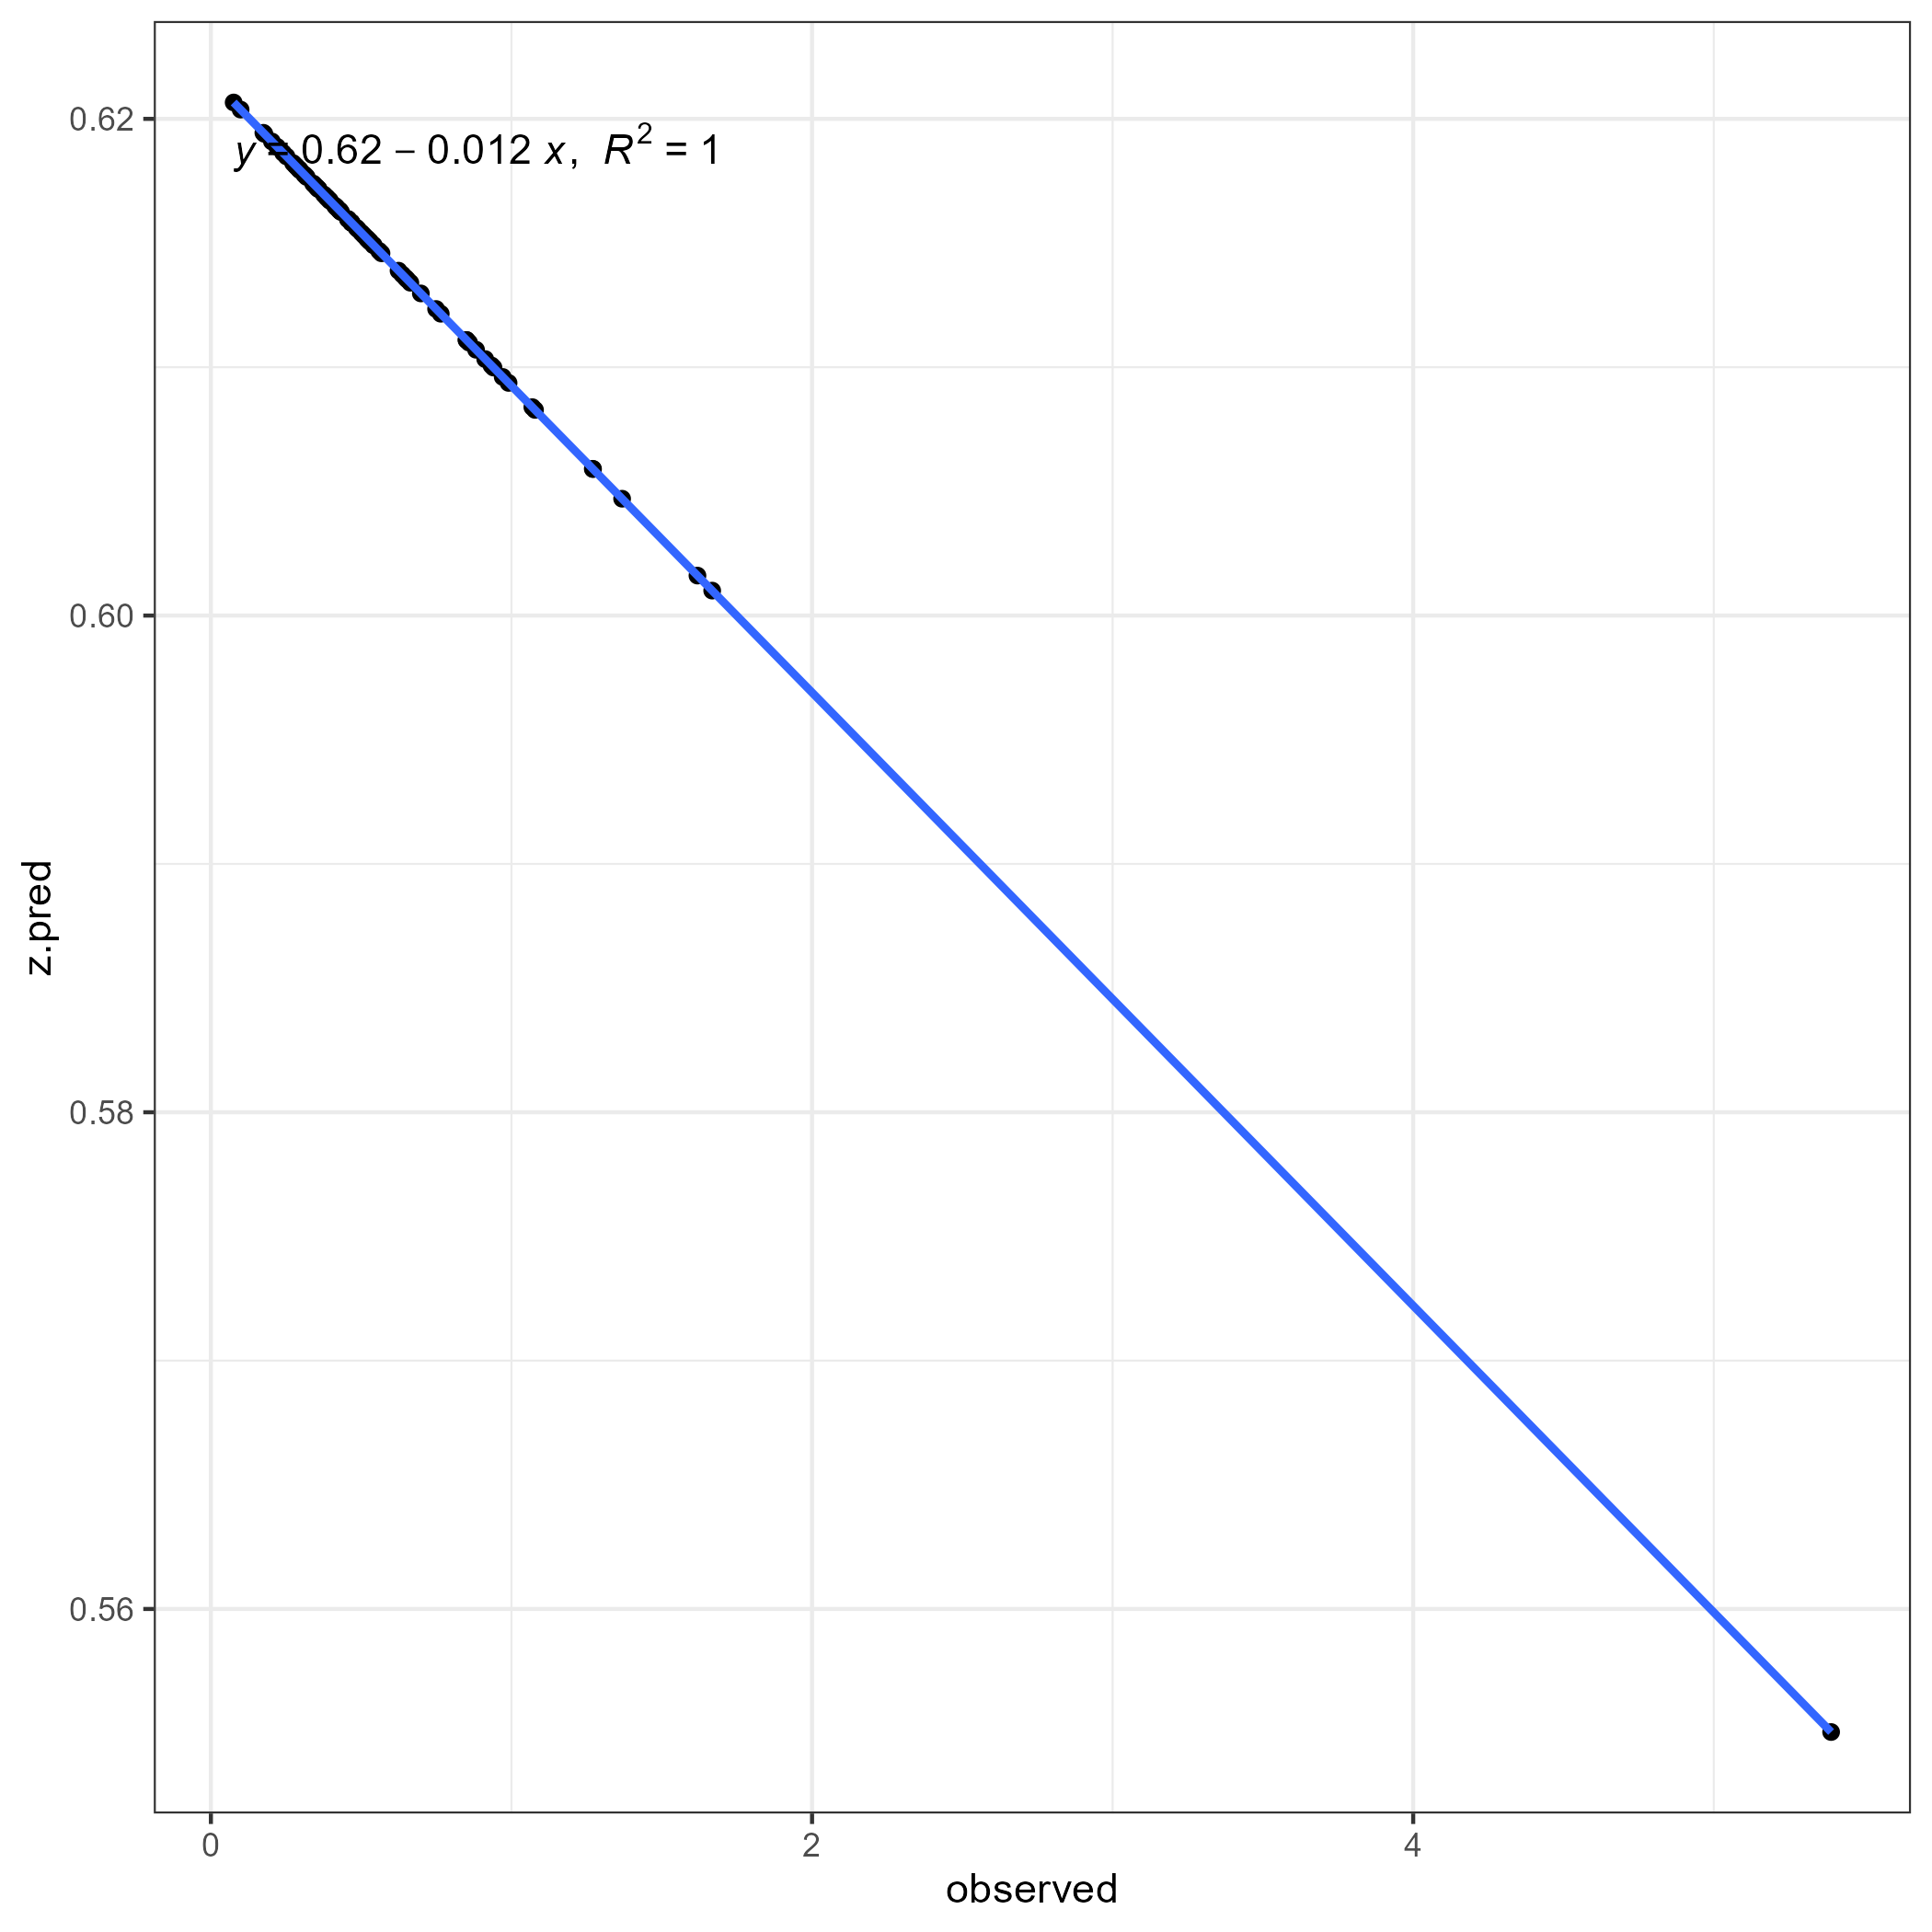 0.62
y = 0.62 – 0.012 x, R² = 1
0.60
z.pred
0.58
0.56
0 2 4
observed